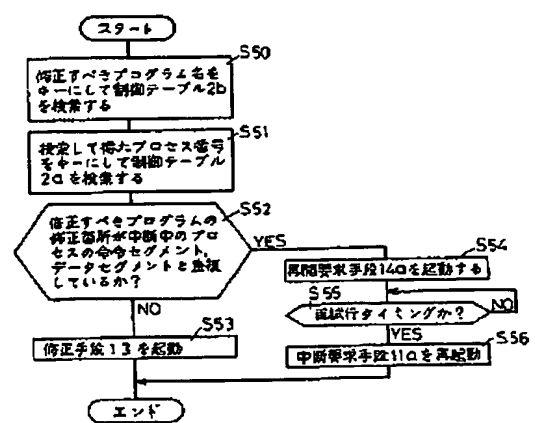 スタート
S50
修正すべきプログラム名を
キーにして制御テーブル2b
を検索する
S51
検索して得たプロセス番号
をキーにして制御テーブル
2aを検索する
S52
修正すべきプログラムの
修正箇所が中断中のプロ
セスの命令セグメント,
データセグメントと重複
しているか?
YES
S54
再開要求手段14aを起動する
S55
再試行タイミングか?
NO
YES
NO
S53
修正手段13を起動
S56
中断要求手段11aを再起動
エンド